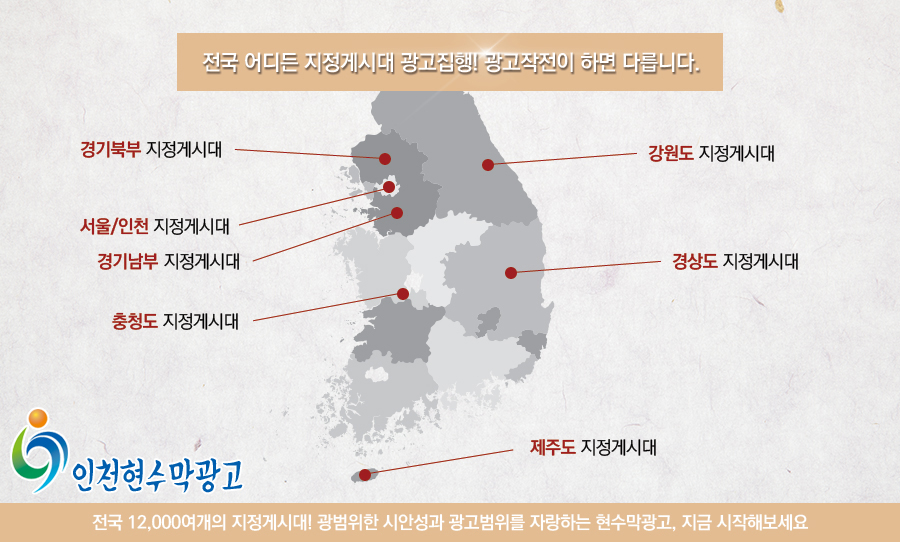 전국 어디든 지정게시대 광고집행! 광고작전이 하면 다릅니다.
경기북부 지정게시대
강원도 지정게시대
서울/인천 지정게시대
경기남부 지정게시대
경상도 지정게시대
충청도 지정게시대
제주도 지정게시대
인천현수막광고
전국 12,000여개의 지정게시대! 광범위한 시안성과 광고범위를 자랑하는 현수막광고, 지금 시작해보세요